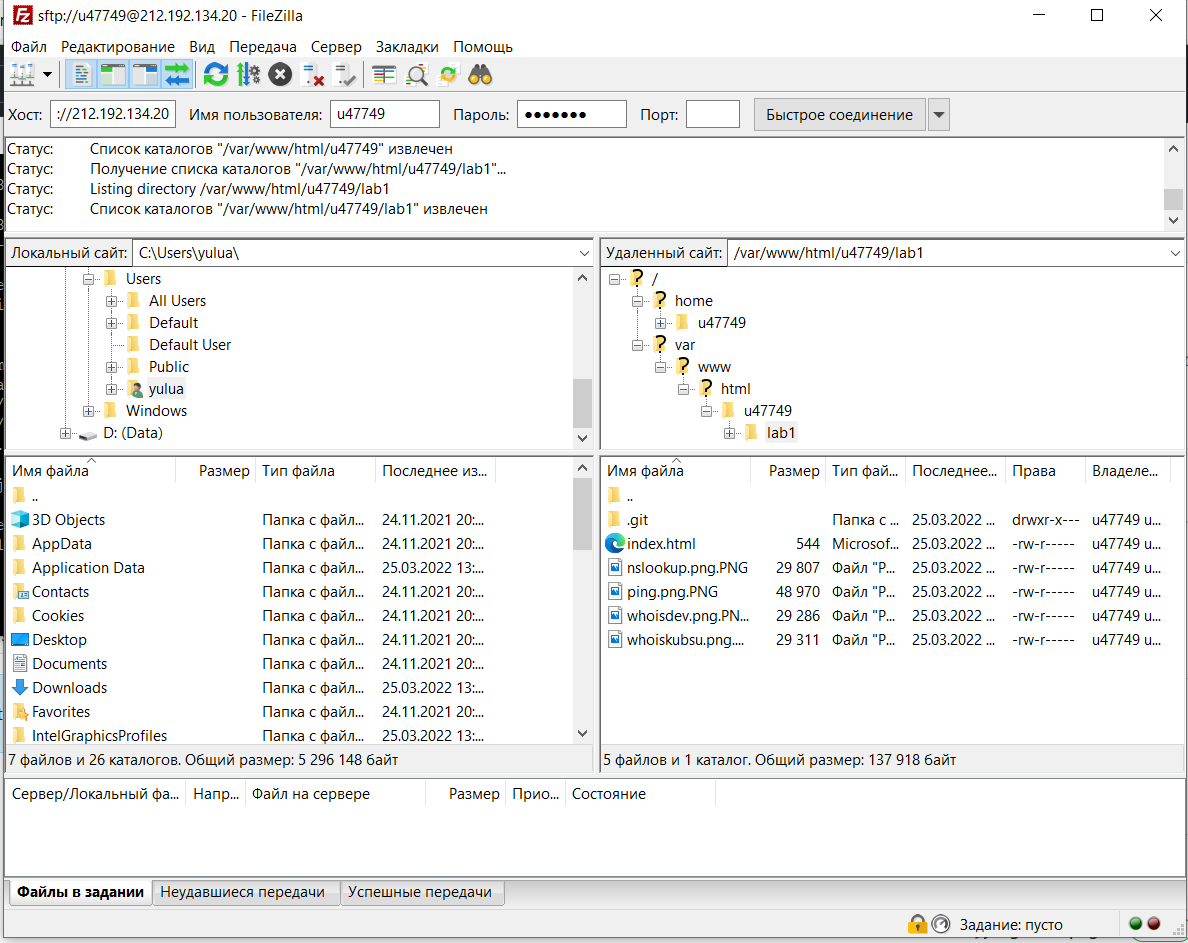 sftp://u47749@212.192.134.20 - FileZilla
Файл Редактирование Вид Передача Сервер Закладки Помощь
Хост: ://212.192.134.20 Имя пользователя: u47749 Пароль: ●●●●●●● Порт: Быстрое соединение
Статус: Список каталогов "/var/www/html/u47749" извлечен
Статус: Получение списка каталогов "/var/www/html/u47749/lab1"...
Статус: Listing directory /var/www/html/u47749/lab1
Статус: Список каталогов "/var/www/html/u47749/lab1" извлечен
Локальный сайт: C:\Users\yulua\
Users
All Users
Default
Default User
Public
yulua
Windows
D: (Data)
Имя файла Размер Тип файла Последнее из...
..
3D Objects Папка с файл... 24.11.2021 20:...
AppData Папка с файл... 24.11.2021 20:...
Application Data Папка с файл... 25.03.2022 13:...
Contacts Папка с файл... 24.11.2021 20:...
Cookies Папка с файл... 24.11.2021 20:...
Desktop Папка с файл... 24.11.2021 20:...
Documents Папка с файл... 24.11.2021 20:...
Downloads Папка с файл... 25.03.2022 13:...
Favorites Папка с файл... 24.11.2021 20:...
IntelGraphicsProfiles Папка с файл... 25.03.2022 13:...
7 файлов и 26 каталогов. Общий размер: 5 296 148 байт
Удаленный сайт: /var/www/html/u47749/lab1
/
home
u47749
var
www
html
u47749
lab1
Имя файла Размер Тип фай... Последнее... Права Владеле...
..
.git Папка с ... 25.03.2022 ... drwxr-x--- u47749 u...
index.html 544 Microsof... 25.03.2022 ... -rw-r----- u47749 u...
nslookup.png.PNG 29 807 Файл "P... 25.03.2022 ... -rw-r----- u47749 u...
ping.png.PNG 48 970 Файл "P... 25.03.2022 ... -rw-r----- u47749 u...
whoisdev.png.PN... 29 286 Файл "P... 25.03.2022 ... -rw-r----- u47749 u...
whoiskubsu.png.... 29 311 Файл "P... 25.03.2022 ... -rw-r----- u47749 u...
5 файлов и 1 каталог. Общий размер: 137 918 байт
Сервер/Локальный фа... Напр... Файл на сервере Размер Прио... Состояние
Файлы в задании Неудавшиеся передачи Успешные передачи
Задание: пусто